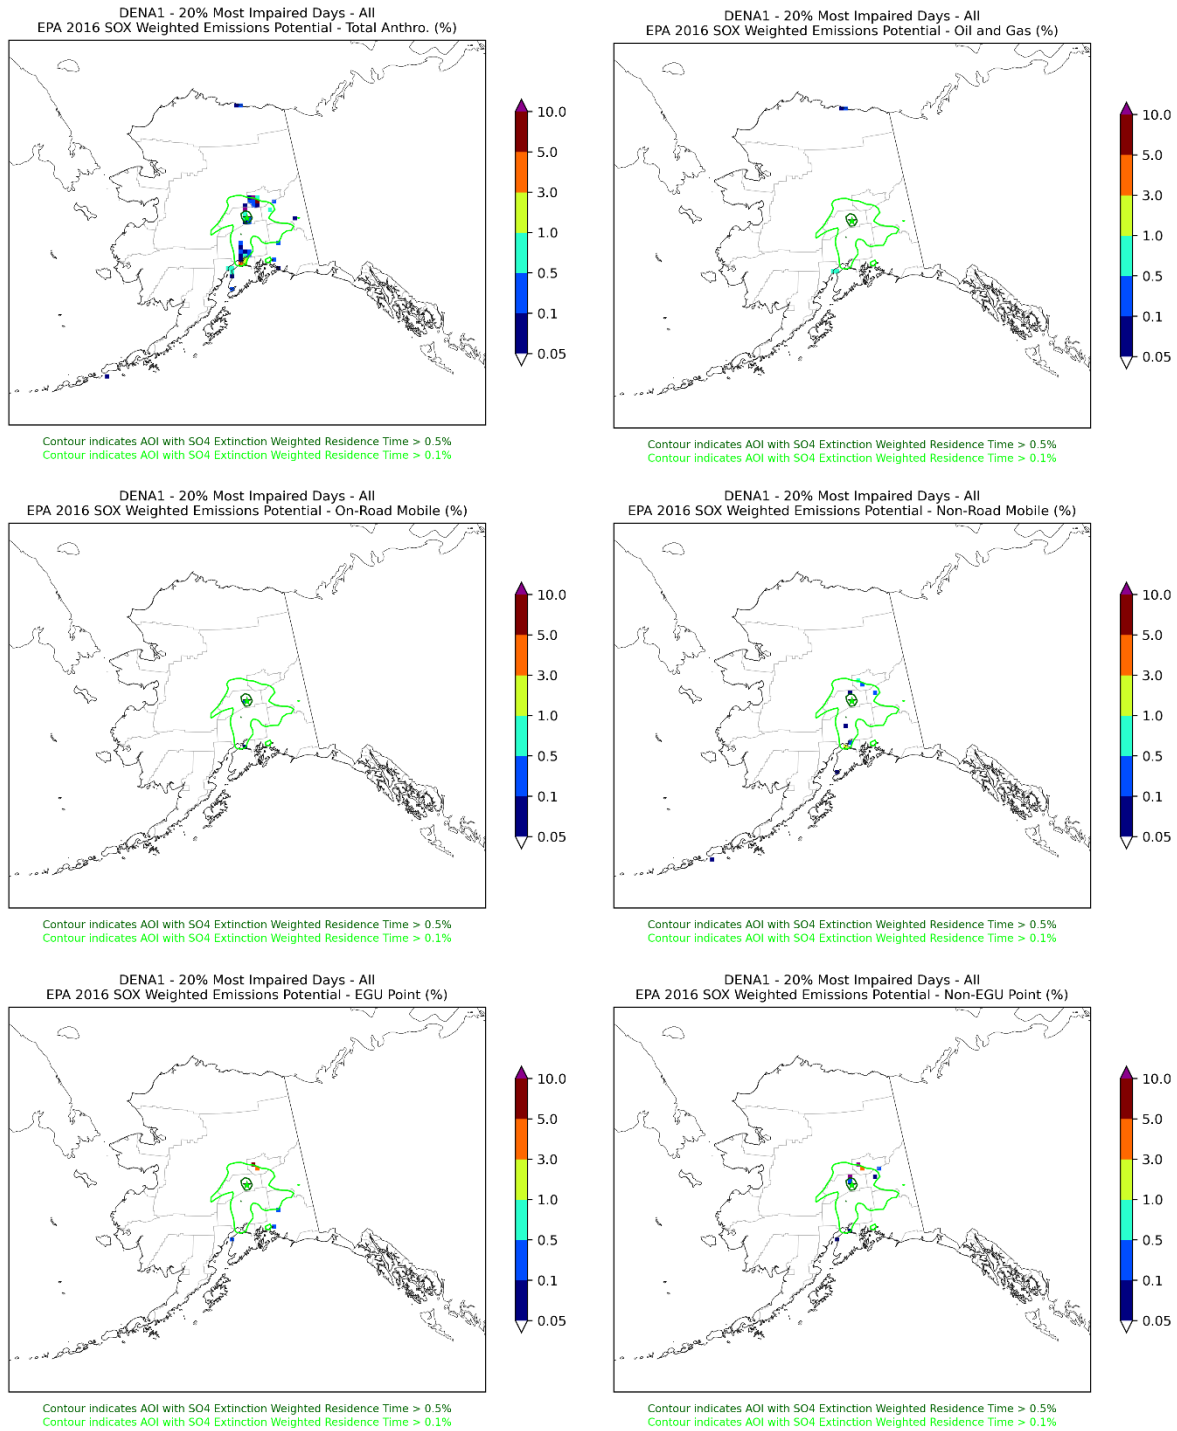 DENA1 - 20% Most Impaired Days - All
EPA 2016 SOX Weighted Emissions Potential - Total Anthro. (%)
10.0
5.0
3.0
1.0
0.5
0.1
0.05
Contour indicates AOI with SO4 Extinction Weighted Residence Time > 0.5%
Contour indicates AOI with SO4 Extinction Weighted Residence Time > 0.1%
DENA1 - 20% Most Impaired Days - All
EPA 2016 SOX Weighted Emissions Potential - Oil and Gas (%)
10.0
5.0
3.0
1.0
0.5
0.1
0.05
Contour indicates AOI with SO4 Extinction Weighted Residence Time > 0.5%
Contour indicates AOI with SO4 Extinction Weighted Residence Time > 0.1%
DENA1 - 20% Most Impaired Days - All
EPA 2016 SOX Weighted Emissions Potential - On-Road Mobile (%)
10.0
5.0
3.0
1.0
0.5
0.1
0.05
Contour indicates AOI with SO4 Extinction Weighted Residence Time > 0.5%
Contour indicates AOI with SO4 Extinction Weighted Residence Time > 0.1%
DENA1 - 20% Most Impaired Days - All
EPA 2016 SOX Weighted Emissions Potential - Non-Road Mobile (%)
10.0
5.0
3.0
1.0
0.5
0.1
0.05
Contour indicates AOI with SO4 Extinction Weighted Residence Time > 0.5%
Contour indicates AOI with SO4 Extinction Weighted Residence Time > 0.1%
DENA1 - 20% Most Impaired Days - All
EPA 2016 SOX Weighted Emissions Potential - EGU Point (%)
10.0
5.0
3.0
1.0
0.5
0.1
0.05
Contour indicates AOI with SO4 Extinction Weighted Residence Time > 0.5%
Contour indicates AOI with SO4 Extinction Weighted Residence Time > 0.1%
DENA1 - 20% Most Impaired Days - All
EPA 2016 SOX Weighted Emissions Potential - Non-EGU Point (%)
10.0
5.0
3.0
1.0
0.5
0.1
0.05
Contour indicates AOI with SO4 Extinction Weighted Residence Time > 0.5%
Contour indicates AOI with SO4 Extinction Weighted Residence Time > 0.1%